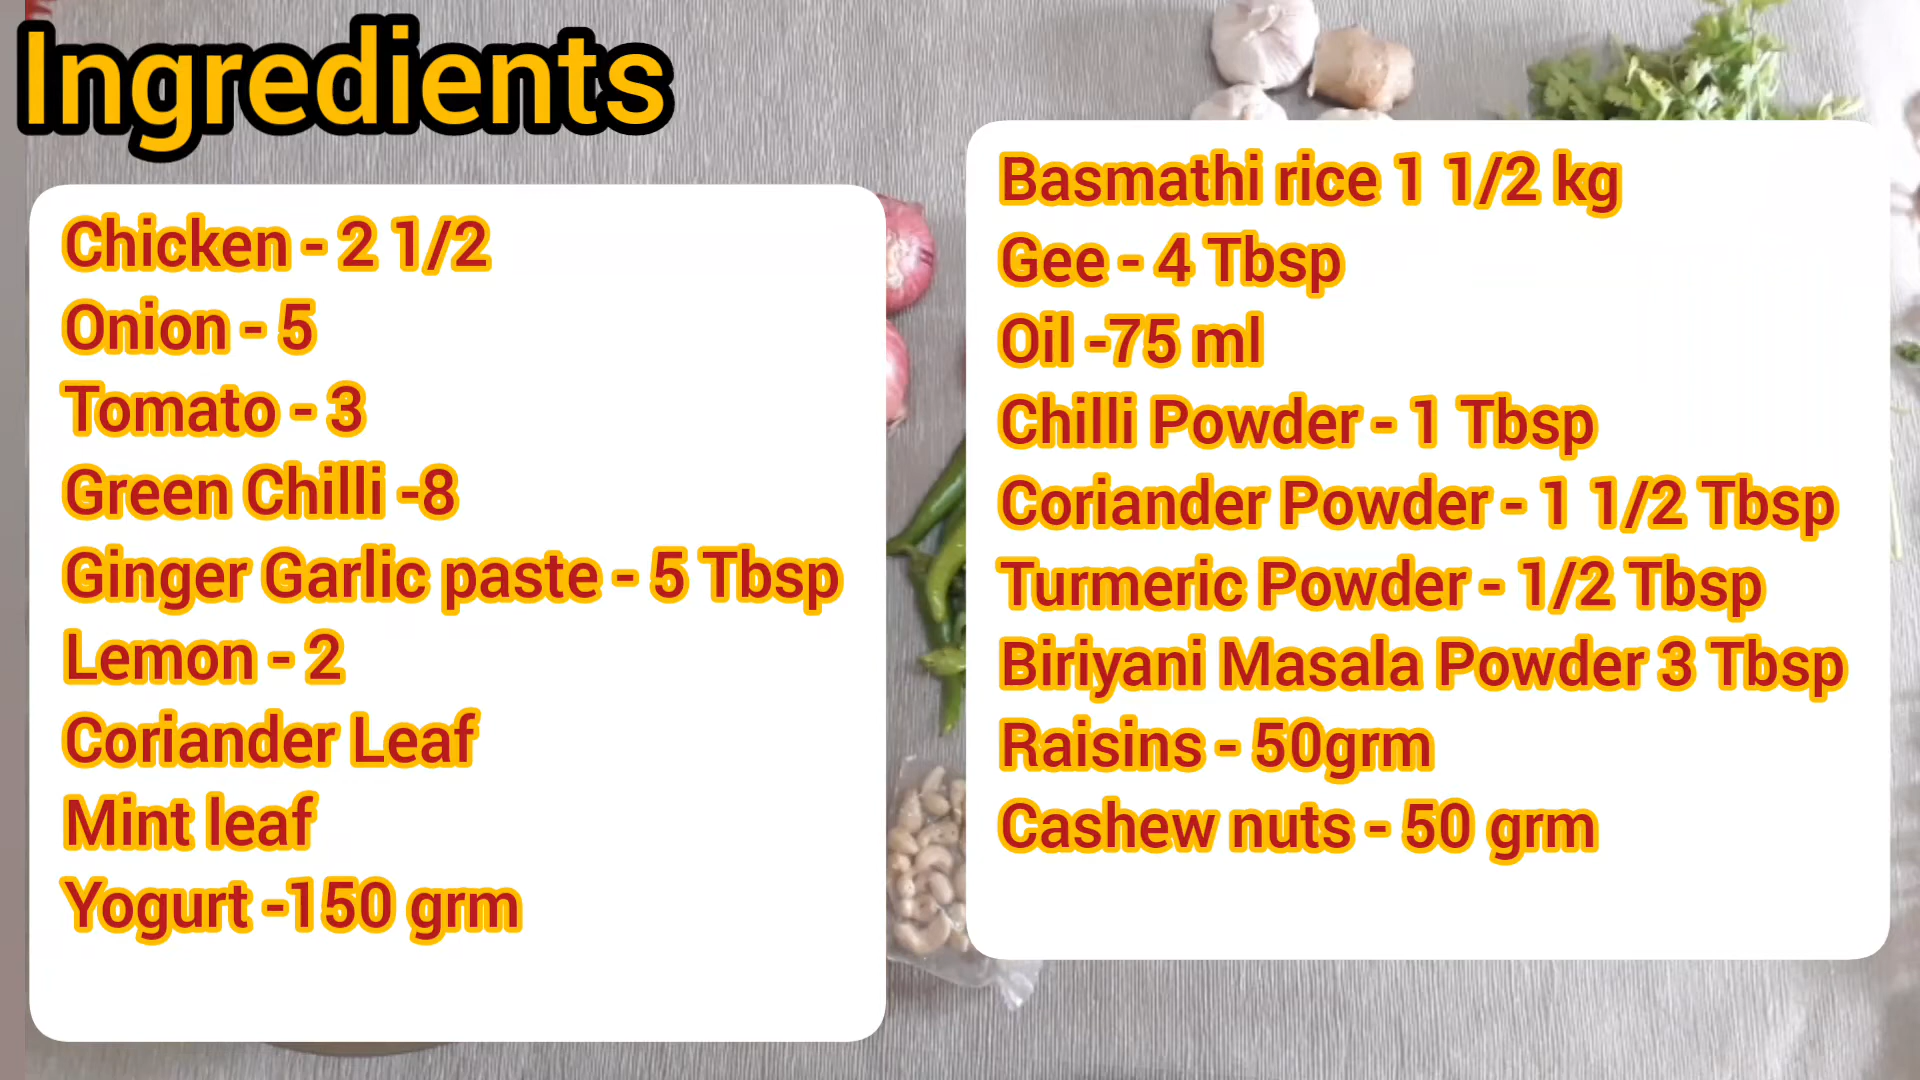 Ingredients
Chicken - 2 1/2
Onion - 5
Tomato - 3
Green Chilli -8
Ginger Garlic paste - 5 Tbsp
Lemon - 2
Coriander Leaf
Mint leaf
Yogurt -150 grm
Basmathi rice 1 1/2 kg
Gee - 4 Tbsp
Oil -75 ml
Chilli Powder - 1 Tbsp
Coriander Powder - 1 1/2 Tbsp
Turmeric Powder - 1/2 Tbsp
Biriyani Masala Powder 3 Tbsp
Raisins - 50grm
Cashew nuts - 50 grm